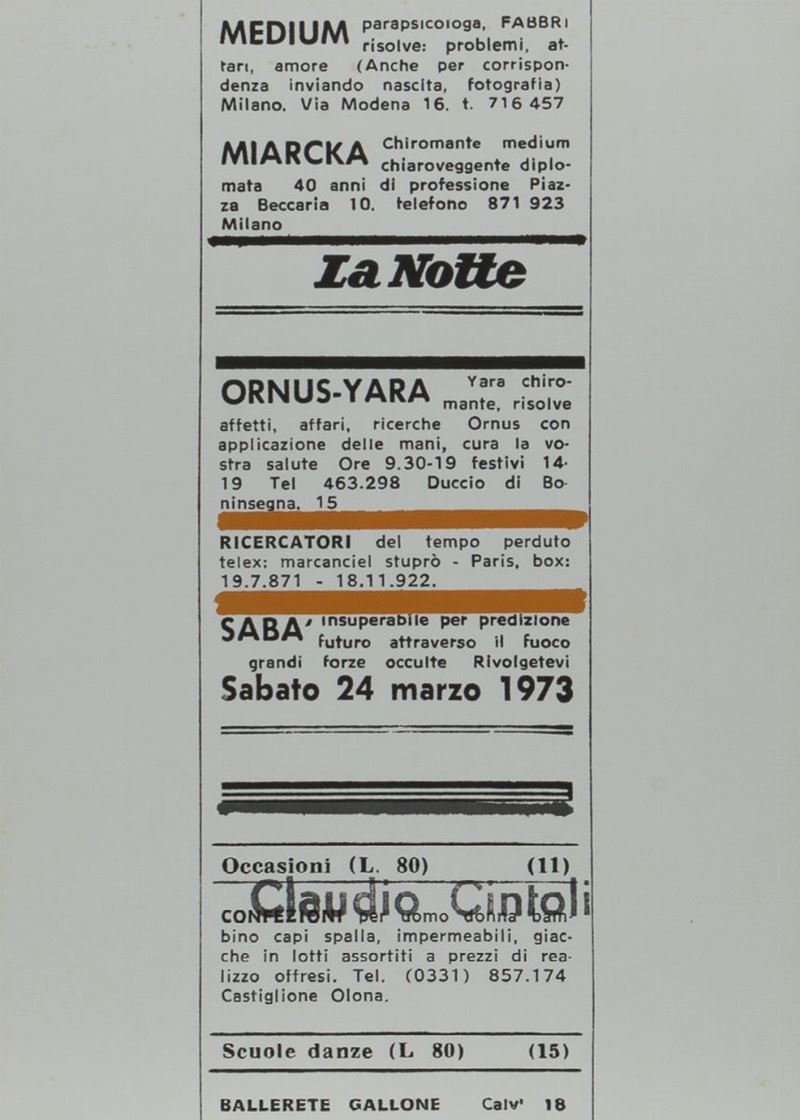 MEDIUM parapsicologa, FABBRI
risolve: problemi, af-
fari, amore (Anche per corrispon-
denza inviando nascita, fotografia)
Milano. Via Modena 16. t. 716 457
MIARCKA Chiromante medium
chiaroveggente diplo-
mata 40 anni di professione Piaz-
za Beccaria 10. telefono 871 923
Milano
La Notte
ORNUS-YARA Yara chiro-
mante, risolve
affetti, affari, ricerche Ornus con
applicazione delle mani, cura la vo-
stra salute Ore 9.30-19 festivi 14-
19 Tel 463.298 Duccio di Bo-
ninsegna, 15
RICERCATORI del tempo perduto
telex: marcanciel stuprò - Paris, box:
19.7.871 - 18.11.922.
SABA' insuperabile per predizione
futuro attraverso il fuoco
grandi forze occulte Rivolgetevi
Sabato 24 marzo 1973
Occasioni (L. 80) (11)
Claudio Cintoli
CONFEZIONI per uomo donna bam-
bino capi spalla, impermeabili, giac-
che in lotti assortiti a prezzi di rea-
lizzo offresi. Tel. (0331) 857.174
Castiglione Olona.
Scuole danze (L 80) (15)
BALLERETE GALLONE Calv' 18